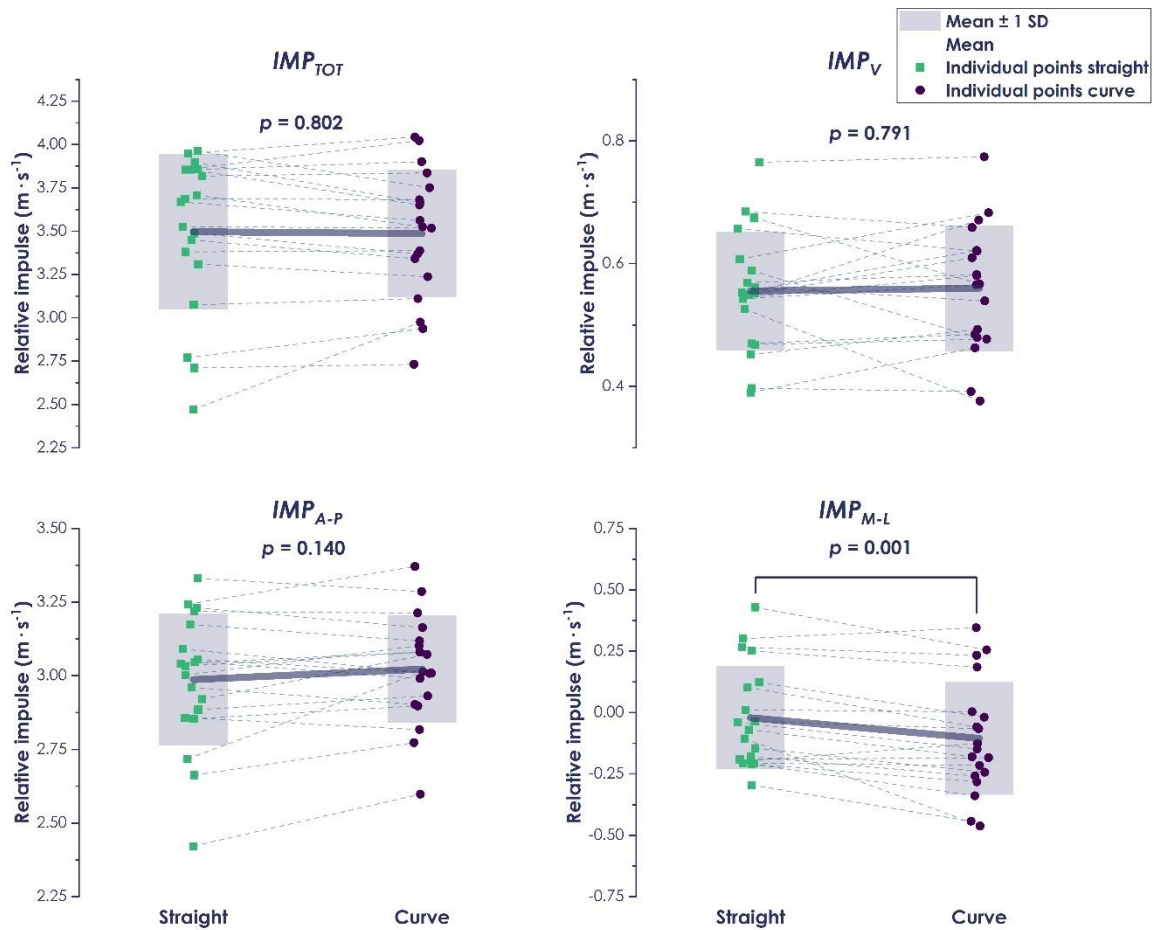 Mean ± 1 SD
Mean
Individual points straight
Individual points curve
IMP_TOT
p = 0.802
Relative impulse (m · s⁻¹)
4.25
4.00
3.75
3.50
3.25
3.00
2.75
2.50
2.25
IMP_V
p = 0.791
Relative impulse (m · s⁻¹)
0.8
0.6
0.4
IMP_A-P
p = 0.140
Relative impulse (m · s⁻¹)
3.50
3.25
3.00
2.75
2.50
2.25
Straight
Curve
IMP_M-L
p = 0.001
Relative impulse (m · s⁻¹)
0.75
0.50
0.25
0.00
-0.25
-0.50
-0.75
Straight
Curve